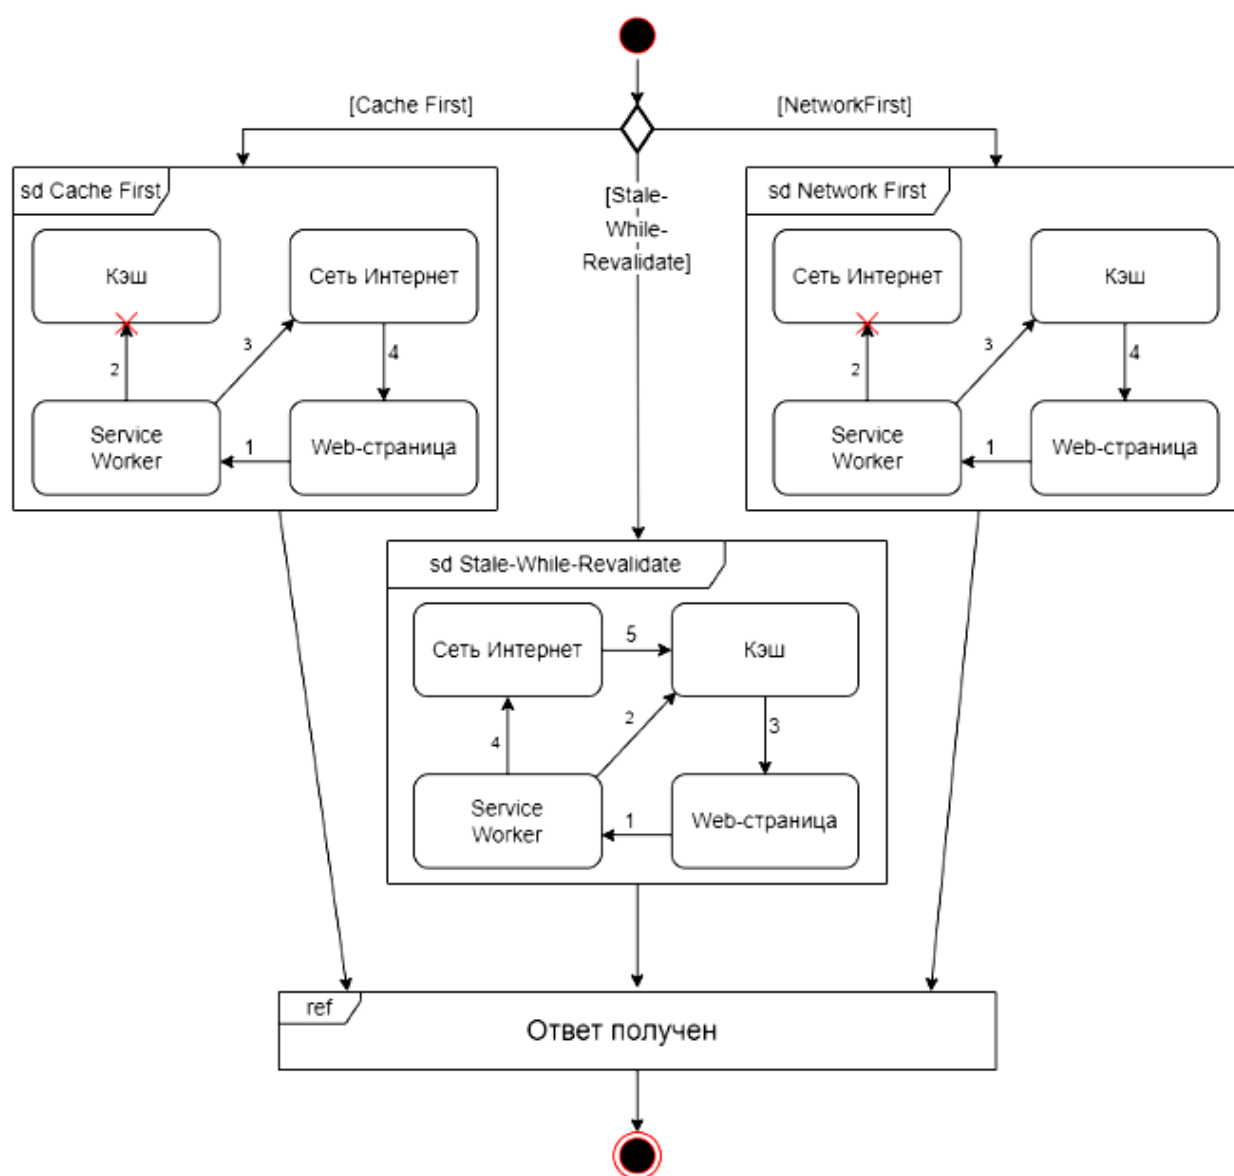 [Cache First]
[NetworkFirst]
[Stale-
While-
Revalidate]
sd Cache First
Кэш
Сеть Интернет
2
3
4
Service
Worker
1
Web-страница
sd Network First
Сеть Интернет
Кэш
2
3
4
Service
Worker
1
Web-страница
sd Stale-While-Revalidate
Сеть Интернет
5
Кэш
4
2
3
Service
Worker
1
Web-страница
ref
Ответ получен